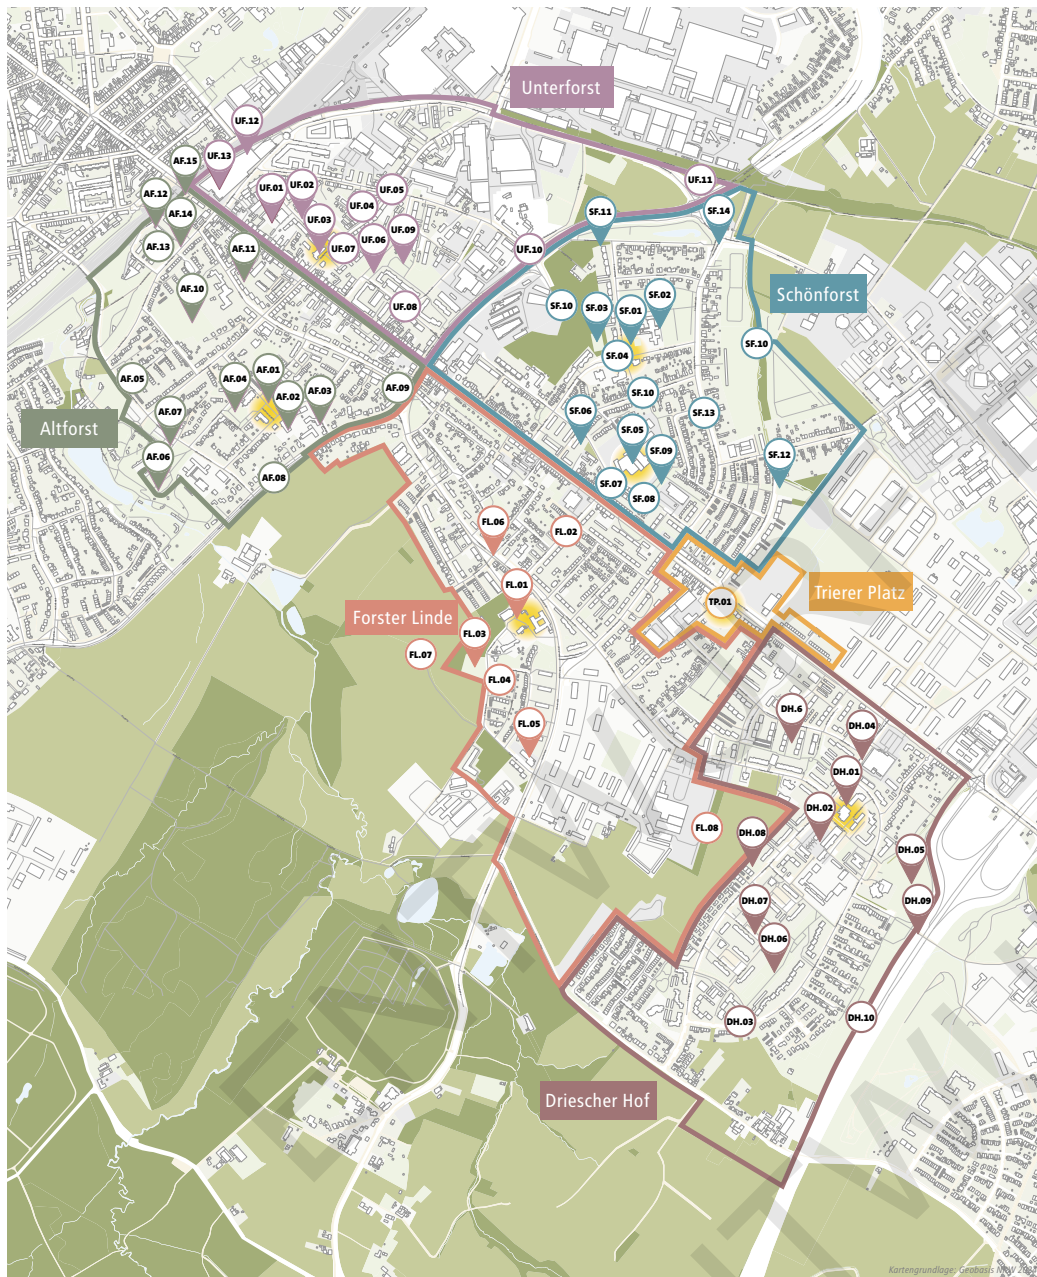 Unterforst
UF.12
UF.13
AF.15
UF.11
UF.01
UF.02
UF.05
AF.12
UF.04
AF.14
UF.03
SF.11
SF.14
UF.09
AF.13
AF.11
UF.07
UF.06
UF.10
AF.10
Schönforst
SF.02
SF.10
SF.03
SF.01
UF.08
SF.10
SF.04
AF.05
AF.04
AF.01
AF.03
AF.09
AF.02
SF.10
AF.07
SF.06
SF.13
Altforst
SF.05
AF.06
SF.09
SF.12
AF.08
SF.07
SF.08
FL.06
FL.02
FL.01
Trierer Platz
TP.01
Forster Linde
FL.03
FL.07
FL.04
DH.6
FL.05
DH.04
DH.01
DH.02
FL.08
DH.08
DH.05
DH.07
DH.09
DH.06
DH.03
DH.10
Driescher Hof
Kartengrundlage: Geobasis NRW